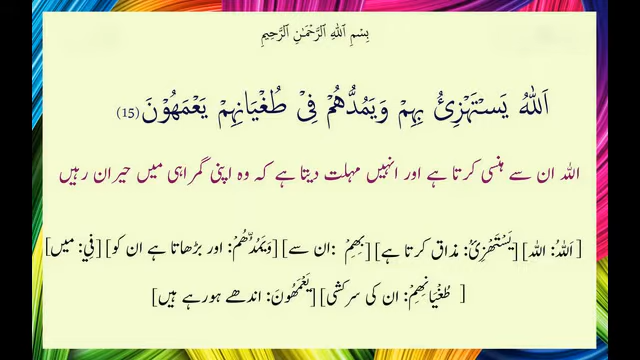 بِسْمِ اللهِ الرَّحْمٰنِ الرَّحِيْمِ
اَللّٰهُ يَسْتَهْزِئُ بِهِمْ وَيَمُدُّهُمْ فِيْ طُغْيَانِهِمْ يَعْمَهُوْنَ (15)
اللہ ان سے ہنسی کرتا ہے اور انہیں مہلت دیتا ہے کہ وہ اپنی گمراہی میں حیران رہیں
[اَللّٰهُ: اللہ] [يَسْتَهْزِئُ: مذاق کرتا ہے] [بِهِمْ :ان سے] [وَيَمُدُّهُمْ: اور بڑھاتا ہے ان کو] [فِي: میں]
[ طُغْيَانِهِمْ: ان کی سرکشی] [يَعْمَهُونَ: اندھے ہورہے ہیں]